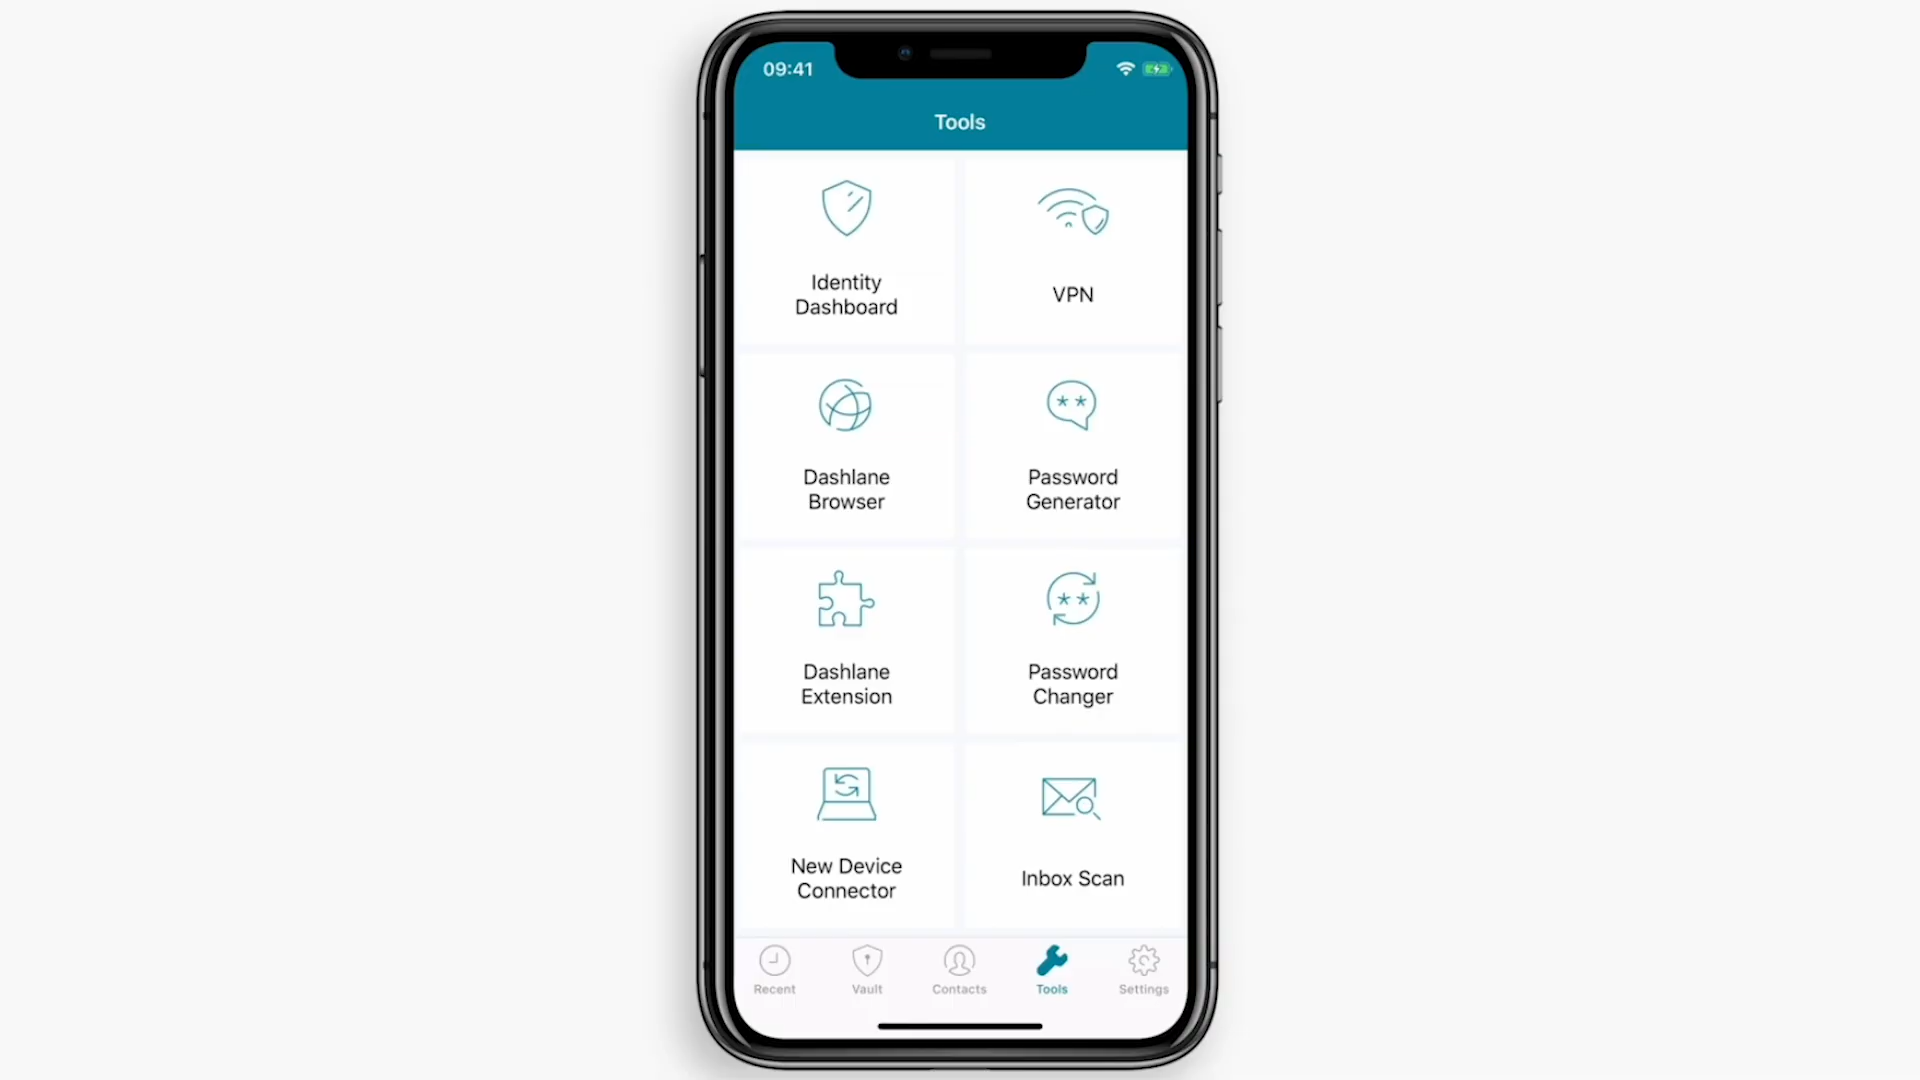 09:41
Tools
Identity
Dashboard
VPN
Dashlane
Browser
Password
Generator
Dashlane
Extension
Password
Changer
New Device
Connector
Inbox Scan
Recent
Vault
Contacts
Tools
Settings